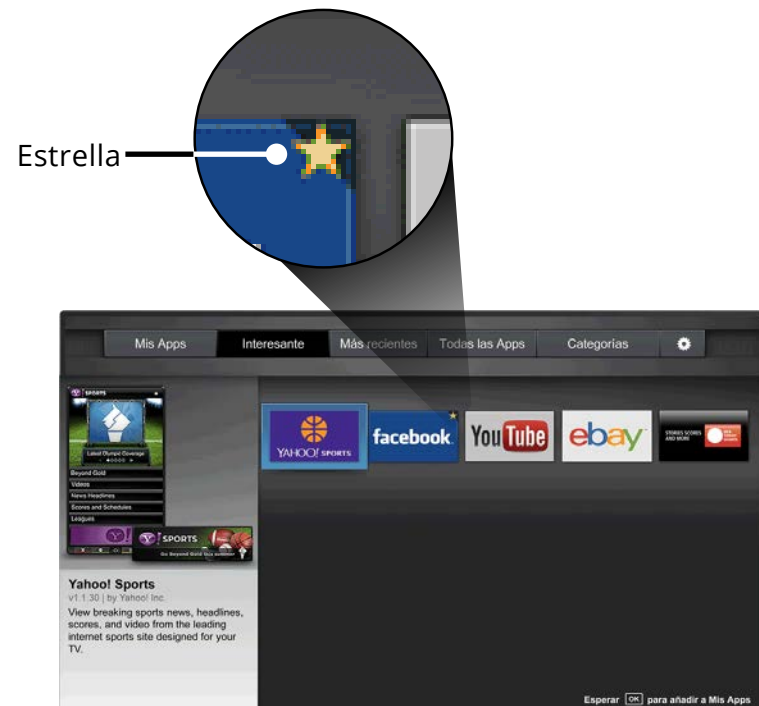 Estrella
Mis Apps Interesante Más recientes Todas las Apps Categorías
Y! SPORTS
Latest Olympic Coverage
Beyond Gold
Videos
News Headlines
Scores and Schedules
Leagues
Y! SPORTS
Go Beyond Gold this summer
YAHOO! SPORTS
facebook
YouTube
ebay
STORIES SCORES
AND MORE
Yahoo! Sports
v1.1.30 | by Yahoo! Inc.
View breaking sports news, headlines,
scores, and video from the leading
internet sports site designed for your
TV.
Esperar OK para añadir a Mis Apps